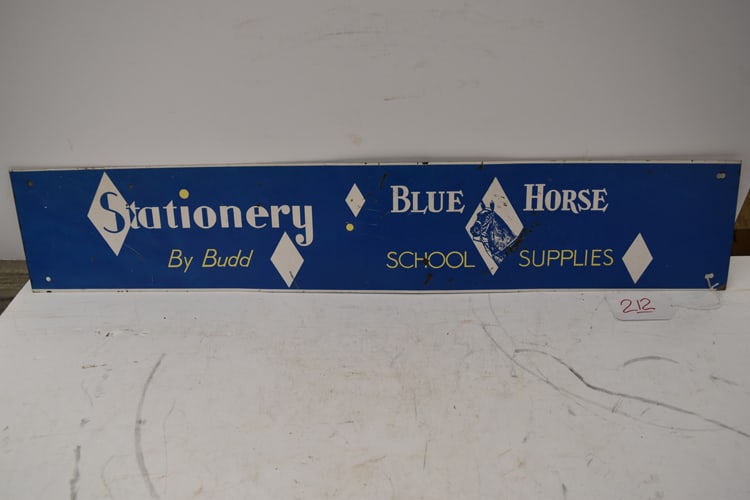 Stationery
By Budd
BLUE HORSE
SCHOOL SUPPLIES
212